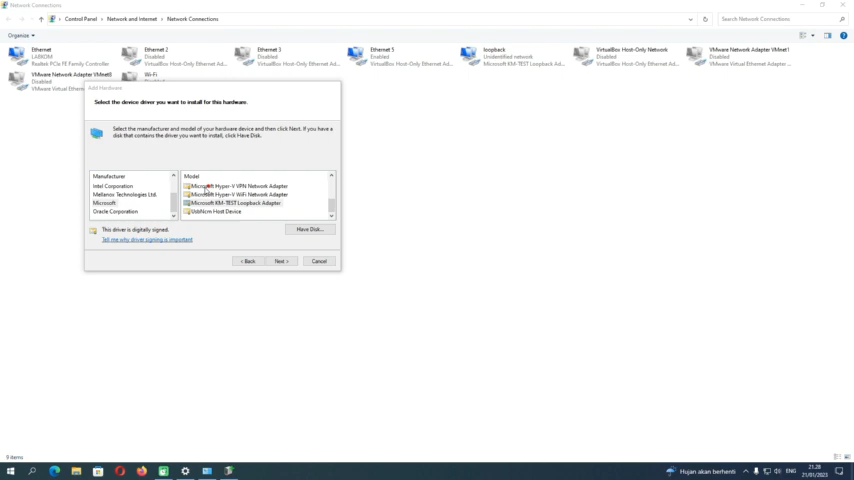 Network Connections
Control Panel > Network and Internet > Network Connections
Search Network Connections
Organize
Ethernet
LABKOM
Realtek PCIe FE Family Controller
Ethernet 2
Disabled
VirtualBox Host-Only Ethernet Ad...
Ethernet 3
Disabled
VirtualBox Host-Only Ethernet Ad...
Ethernet 5
Enabled
VirtualBox Host-Only Ethernet Ad...
loopback
Unidentified network
Microsoft KM-TEST Loopback Ad...
VirtualBox Host-Only Network
Disabled
VirtualBox Host-Only Ethernet Ad...
VMware Network Adapter VMnet1
Disabled
VMware Virtual Ethernet Adapter ...
VMware Network Adapter VMnet8
Disabled
VMware Virtual Ethern
Wi-Fi
Add Hardware
Select the device driver you want to install for this hardware.
Select the manufacturer and model of your hardware device and then click Next. If you have a
disk that contains the driver you want to install, click Have Disk.
Manufacturer
Intel Corporation
Mellanox Technologies Ltd.
Microsoft
Oracle Corporation
Model
Microsoft Hyper-V VPN Network Adapter
Microsoft Hyper-V WiFi Network Adapter
Microsoft KM-TEST Loopback Adapter
UsbNcm Host Device
This driver is digitally signed.
Tell me why driver signing is important
Have Disk...
< Back
Next >
Cancel
9 items
Hujan akan berhenti
ENG
21.28
21/01/2023